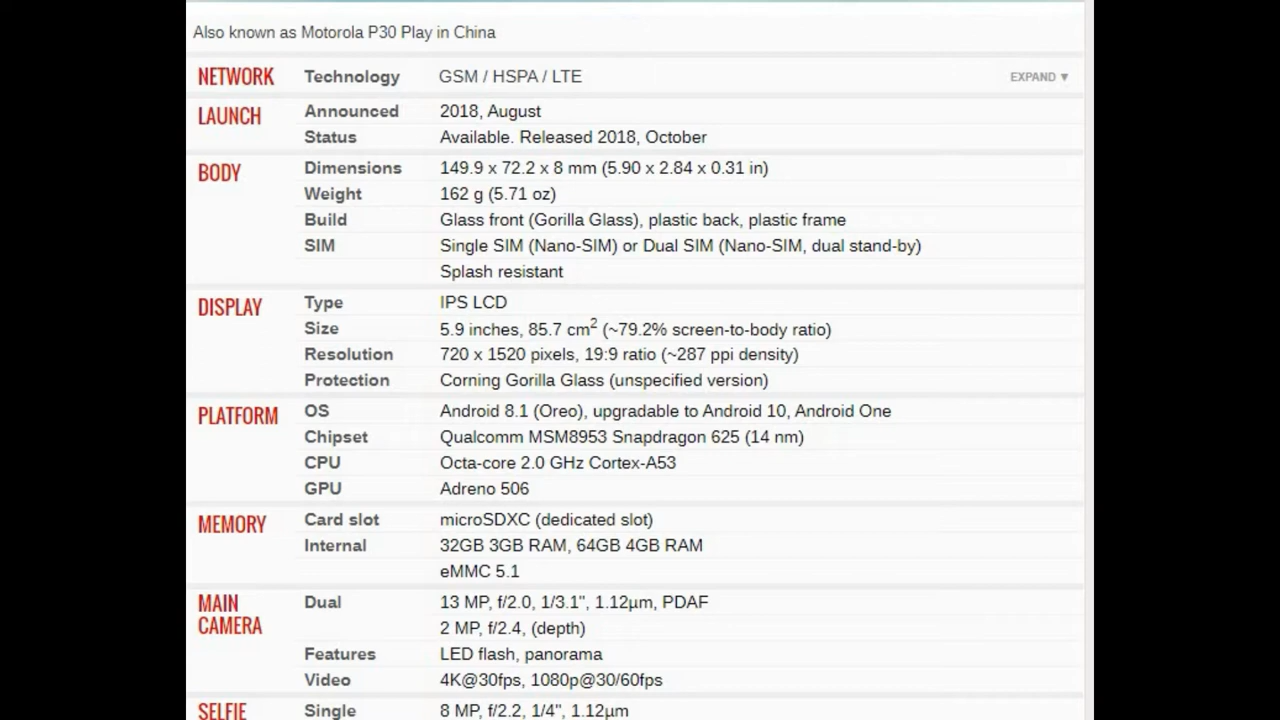 Also known as Motorola P30 Play in China
NETWORK Technology GSM / HSPA / LTE EXPAND ▼
LAUNCH Announced 2018, August
Status Available. Released 2018, October
BODY Dimensions 149.9 x 72.2 x 8 mm (5.90 x 2.84 x 0.31 in)
Weight 162 g (5.71 oz)
Build Glass front (Gorilla Glass), plastic back, plastic frame
SIM Single SIM (Nano-SIM) or Dual SIM (Nano-SIM, dual stand-by)
Splash resistant
DISPLAY Type IPS LCD
Size 5.9 inches, 85.7 cm² (~79.2% screen-to-body ratio)
Resolution 720 x 1520 pixels, 19:9 ratio (~287 ppi density)
Protection Corning Gorilla Glass (unspecified version)
PLATFORM OS Android 8.1 (Oreo), upgradable to Android 10, Android One
Chipset Qualcomm MSM8953 Snapdragon 625 (14 nm)
CPU Octa-core 2.0 GHz Cortex-A53
GPU Adreno 506
MEMORY Card slot microSDXC (dedicated slot)
Internal 32GB 3GB RAM, 64GB 4GB RAM
eMMC 5.1
MAIN CAMERA Dual 13 MP, f/2.0, 1/3.1", 1.12µm, PDAF
2 MP, f/2.4, (depth)
Features LED flash, panorama
Video 4K@30fps, 1080p@30/60fps
SELFIE Single 8 MP, f/2.2, 1/4", 1.12µm